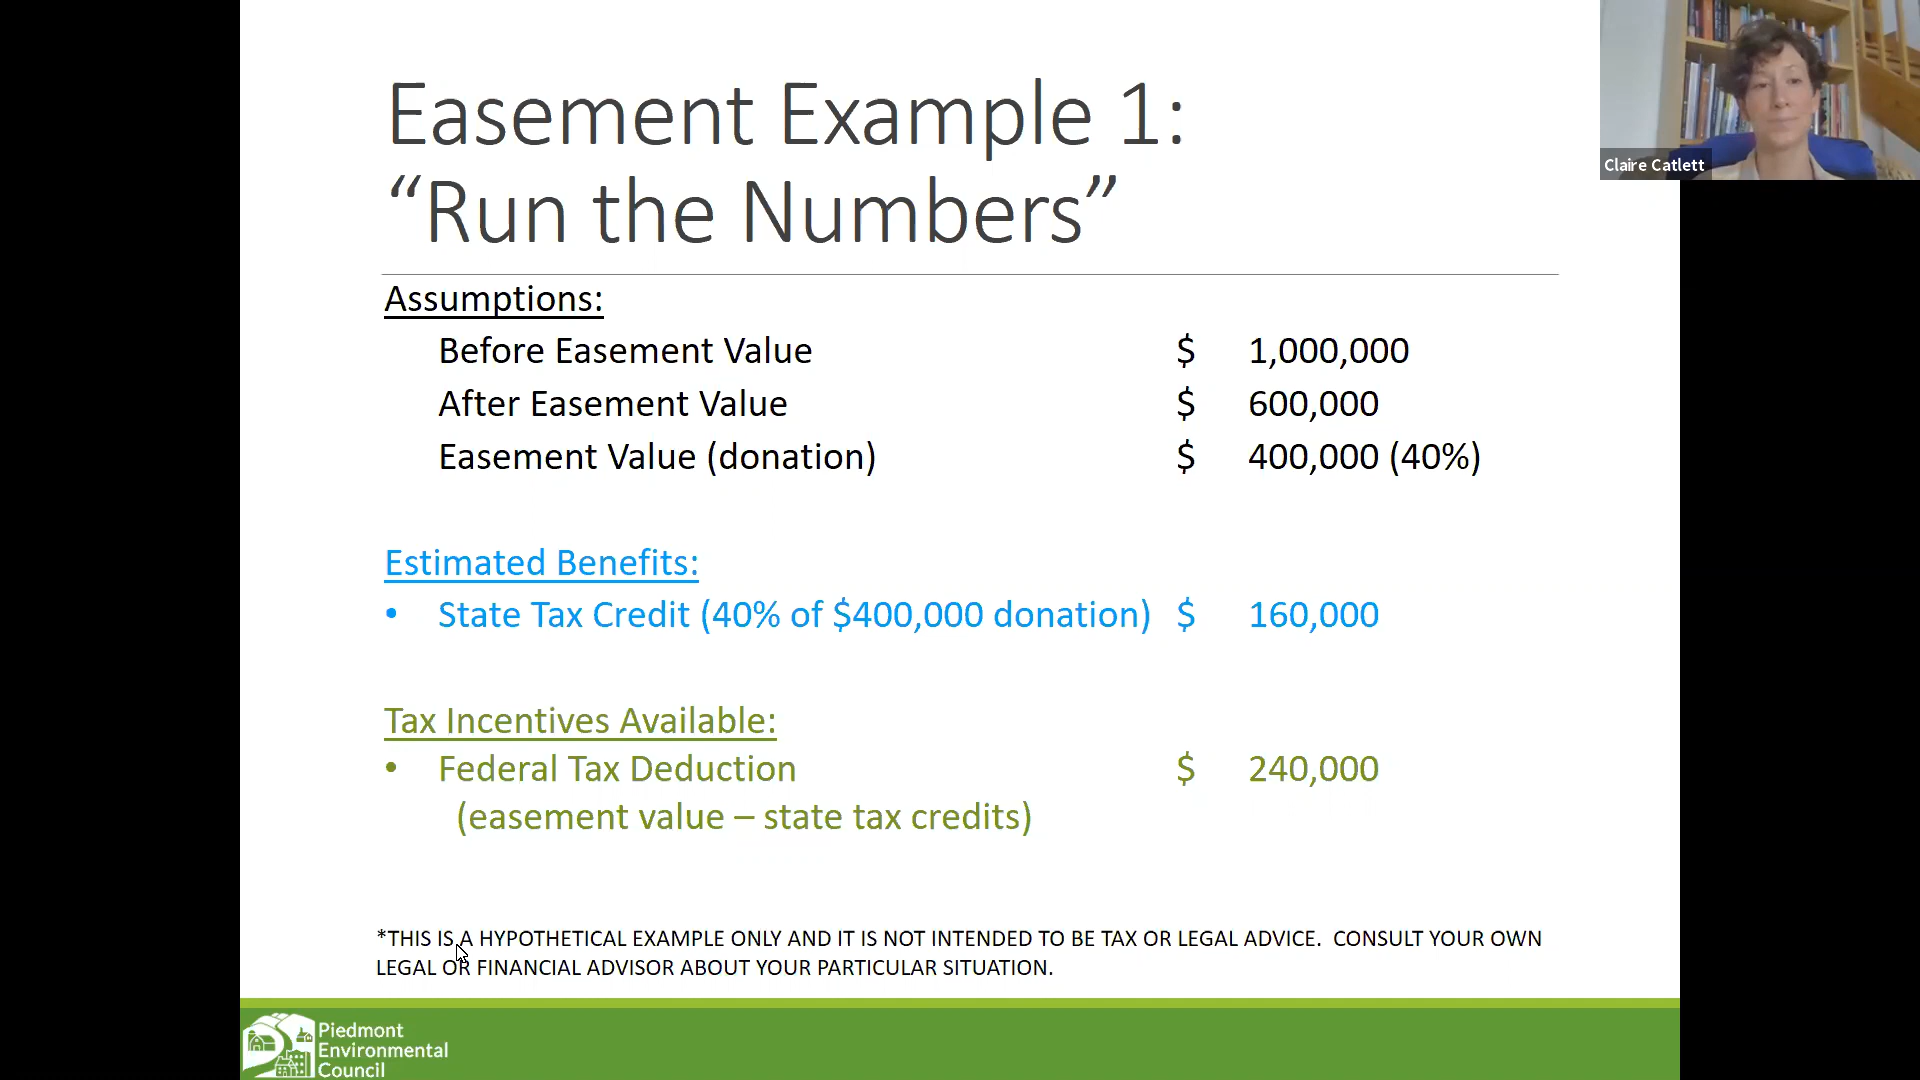 Easement Example 1:
“Run the Numbers”
Claire Catlett
Assumptions:
Before Easement Value $ 1,000,000
After Easement Value $ 600,000
Easement Value (donation) $ 400,000 (40%)
Estimated Benefits:
• State Tax Credit (40% of $400,000 donation) $ 160,000
Tax Incentives Available:
• Federal Tax Deduction $ 240,000
(easement value – state tax credits)
*THIS IS A HYPOTHETICAL EXAMPLE ONLY AND IT IS NOT INTENDED TO BE TAX OR LEGAL ADVICE. CONSULT YOUR OWN
LEGAL OR FINANCIAL ADVISOR ABOUT YOUR PARTICULAR SITUATION.
Piedmont
Environmental
Council